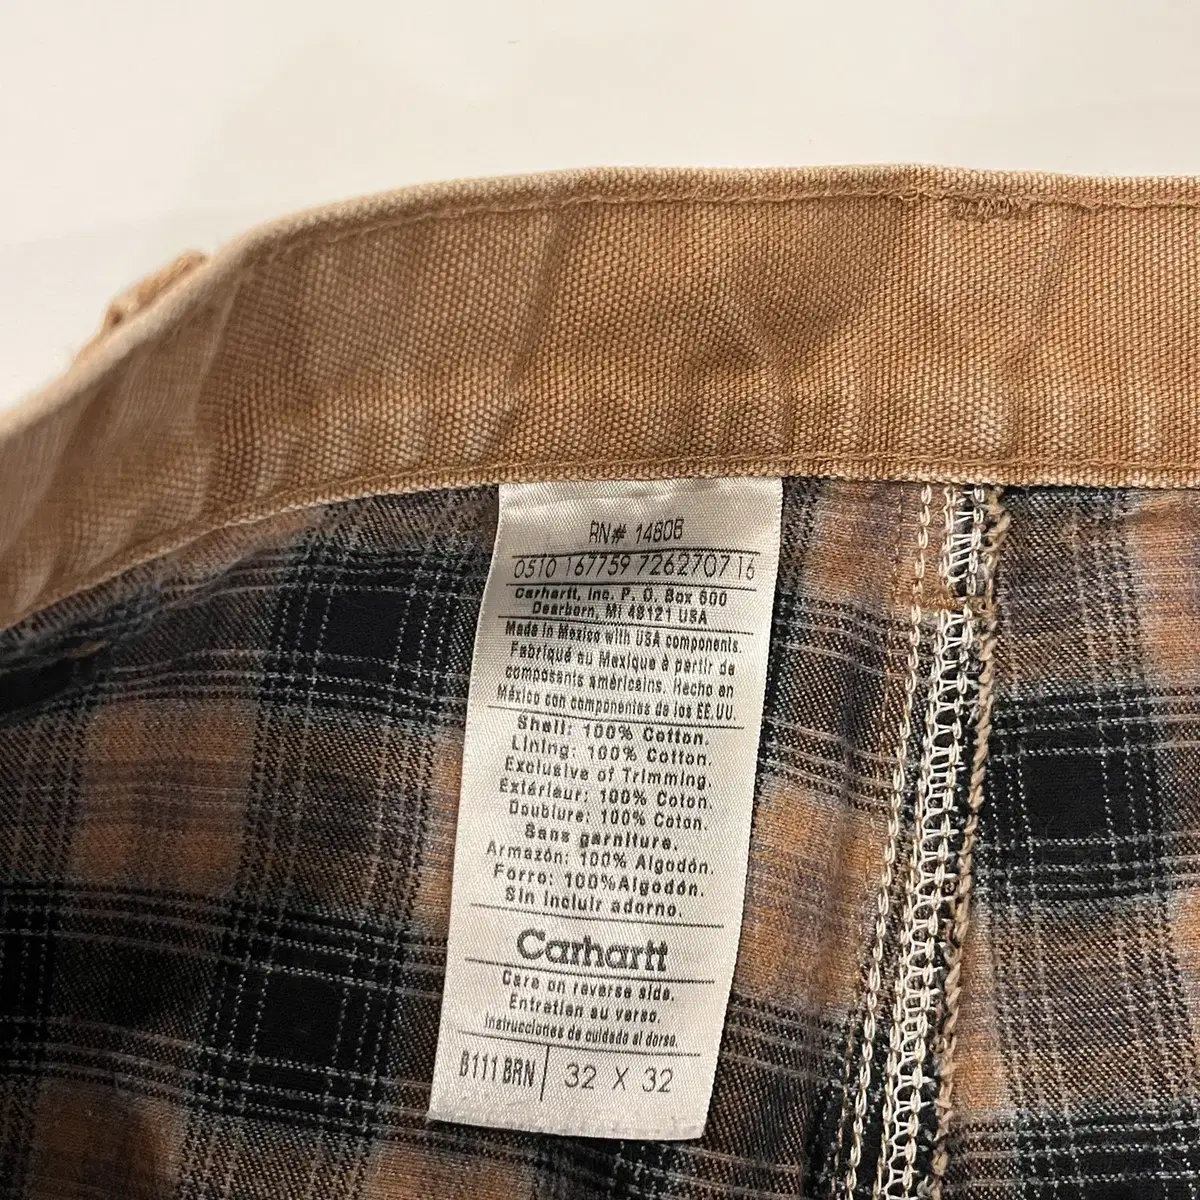 RN# 14806
0510 167759 726270716
Carhartt, Inc. P. O. Box 600
Dearborn, MI 48121 USA
Made in Mexico with USA components.
Fabriqué au Mexique à partir de
composants américains. Hecho en
México con componentes de los EE.UU.
Shell: 100% Cotton.
Lining: 100% Cotton.
Exclusive of Trimming.
Extérieur: 100% Coton.
Doublure: 100% Coton.
Sans garniture.
Armazón: 100% Algodón.
Forro: 100%Algodón.
Sin incluir adorno.
Carhartt
Care on reverse side.
Entretien au verso.
Instrucciones de cuidado al dorso.
B111 BRN 32 X 32